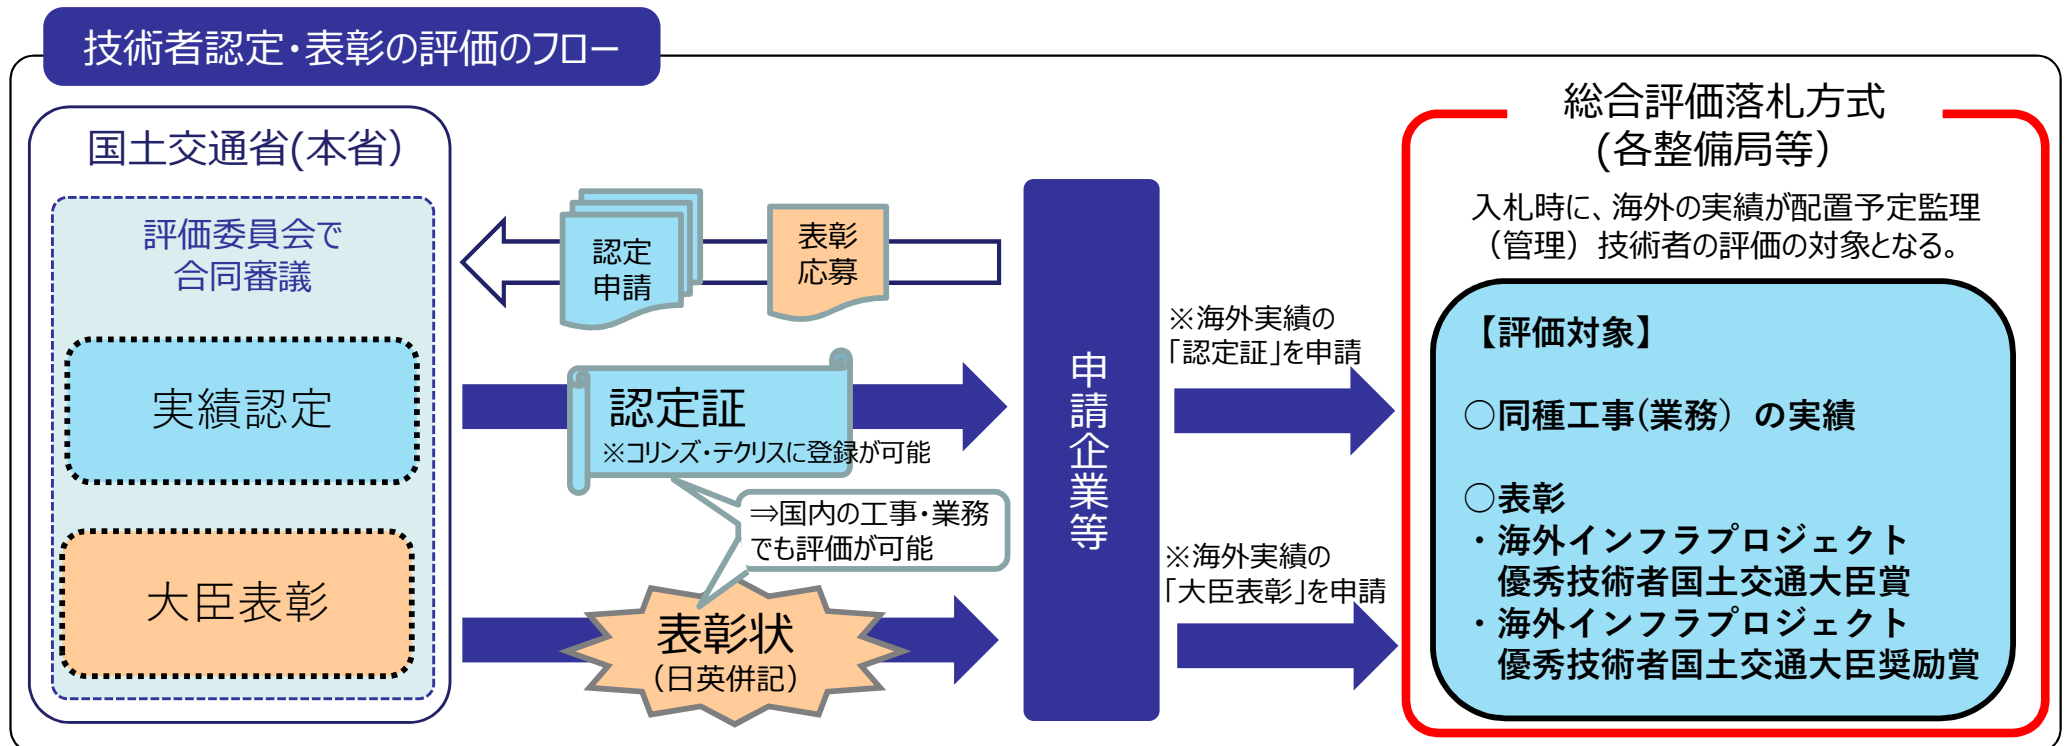 技術者認定・表彰の評価のフロー
国土交通省(本省）
評価委員会で
合同審議
実績認定
大臣表彰
認定
申請
表彰
応募
認定証
※コリンズ・テクリスに登録が可能
⇒国内の工事・業務
でも評価が可能
表彰状
（日英併記）
申請企業等
※海外実績の
「認定証」を申請
※海外実績の
「大臣表彰」を申請
総合評価落札方式
(各整備局等）
入札時に、海外の実績が配置予定監理
（管理）技術者の評価の対象となる。
【評価対象】
○同種工事(業務）の実績
○表彰
・海外インフラプロジェクト
優秀技術者国土交通大臣賞
・海外インフラプロジェクト
優秀技術者国土交通大臣奨励賞